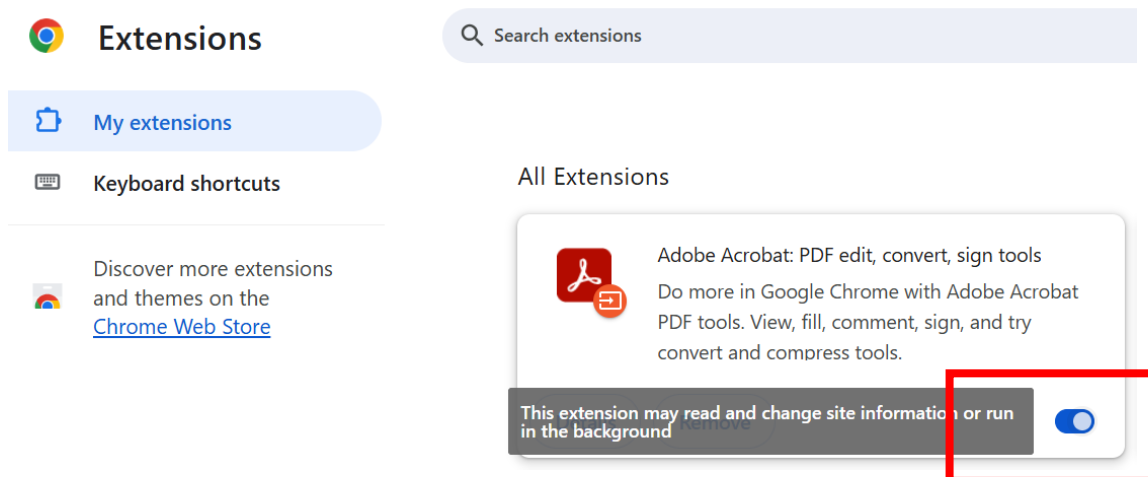 Extensions
Search extensions
My extensions
Keyboard shortcuts
Discover more extensions
and themes on the
Chrome Web Store
All Extensions
Adobe Acrobat: PDF edit, convert, sign tools
Do more in Google Chrome with Adobe Acrobat
PDF tools. View, fill, comment, sign, and try
convert and compress tools.
This extension may read and change site information or run
in the background
Details
Remove